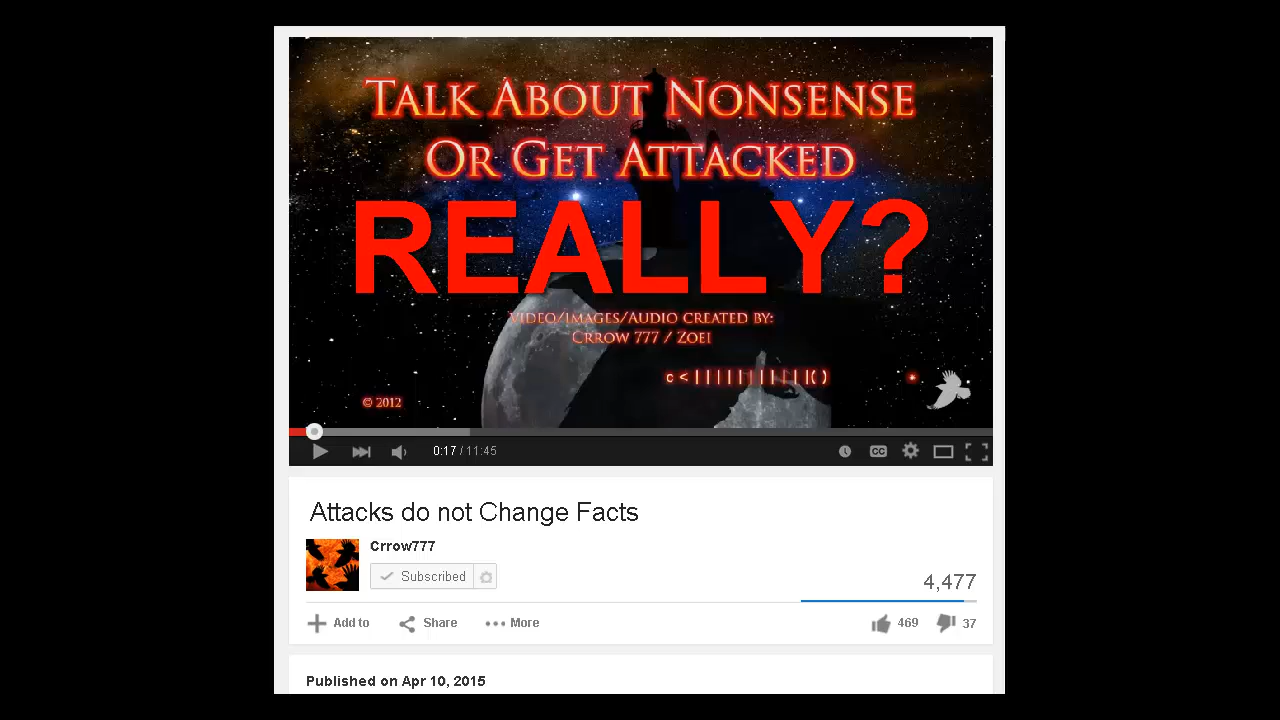 TALK ABOUT NONSENSE
OR GET ATTACKED
REALLY?
VIDEO/IMAGES/AUDIO CREATED BY:
CRROW 777 / ZOEI
c < | | | | | | | | | | |( )
© 2012
0:17 / 11:45
CC
Attacks do not Change Facts
Crrow777
Subscribed
4,477
Add to Share More 469 37
Published on Apr 10, 2015